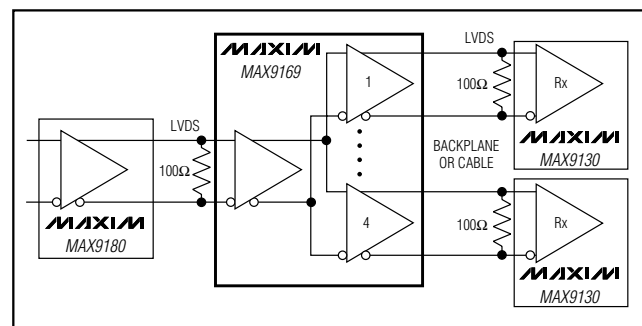 MAXIM
MAX9180
LVDS
100Ω
MAXIM
MAX9169
1
4
LVDS
100Ω
BACKPLANE
OR CABLE
100Ω
Rx
MAXIM
MAX9130
Rx
MAXIM
MAX9130